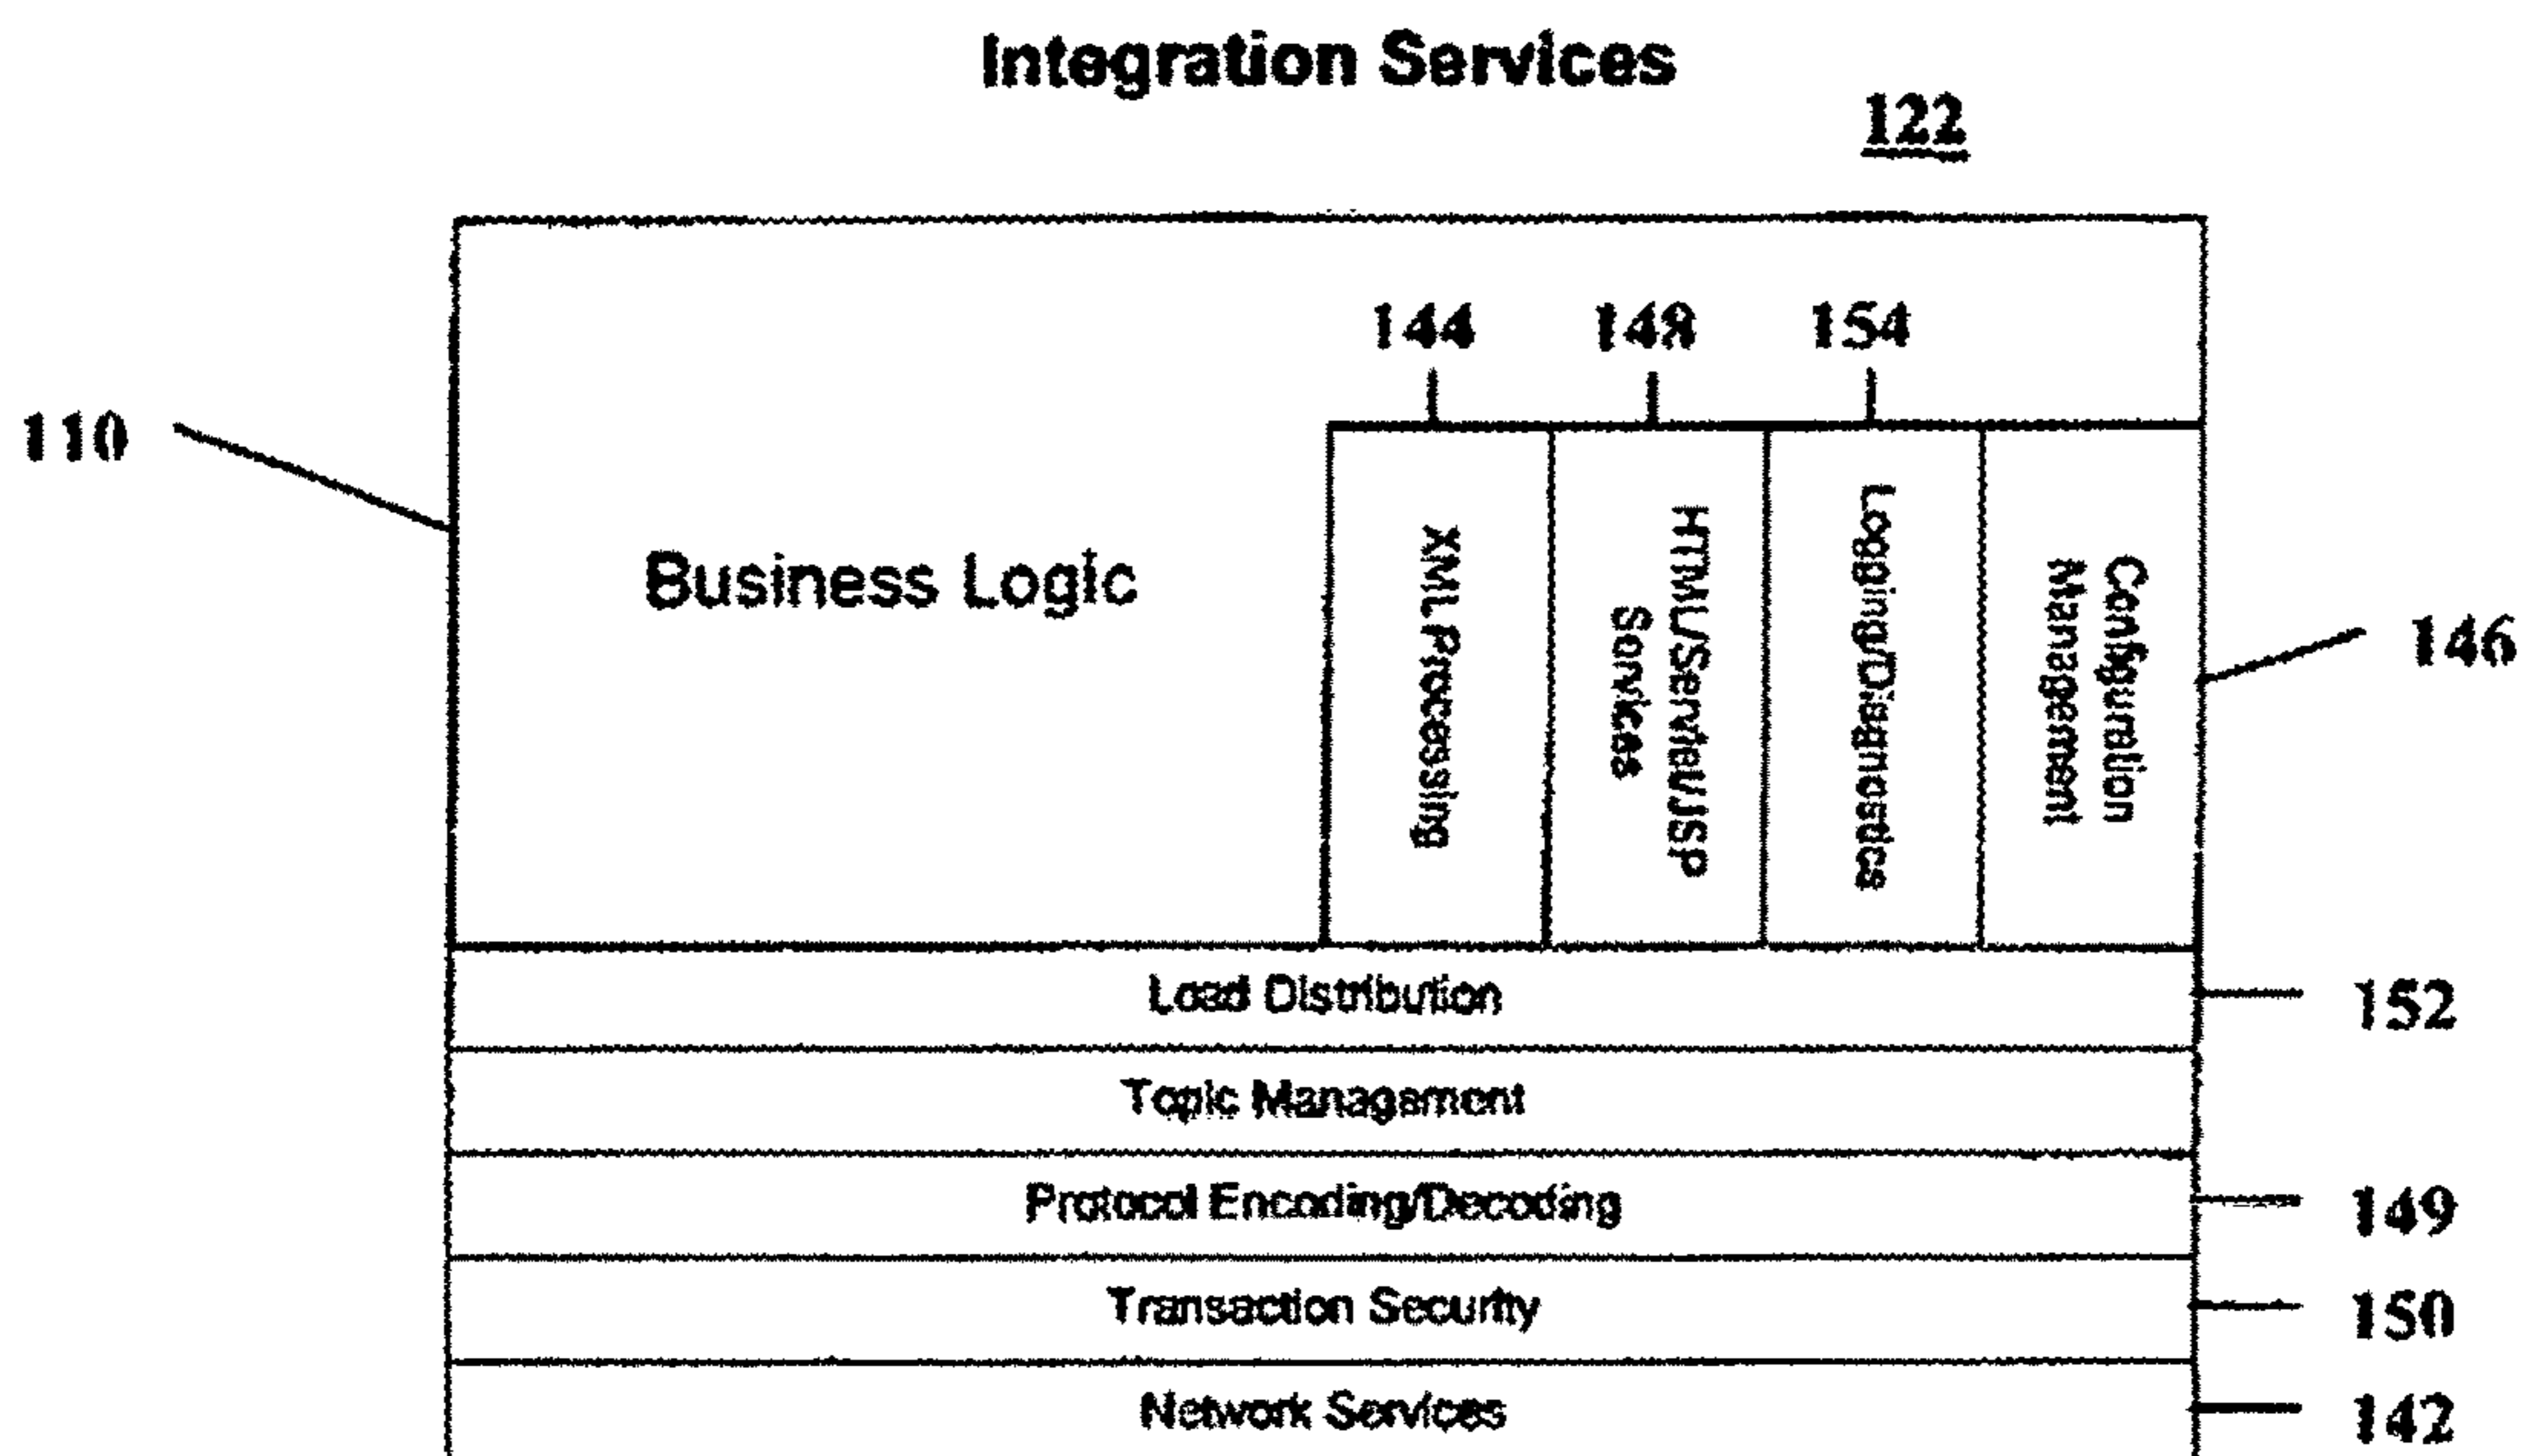 Integration Services
122
144 148 154
110
Business Logic
XML Processing
HTML/Servlet/JSP
Services
Logging/Diagnostics
Configuration
Management
146
Load Distribution
152
Topic Management
Protocol Encoding/Decoding
149
Transaction Security
150
Network Services
142